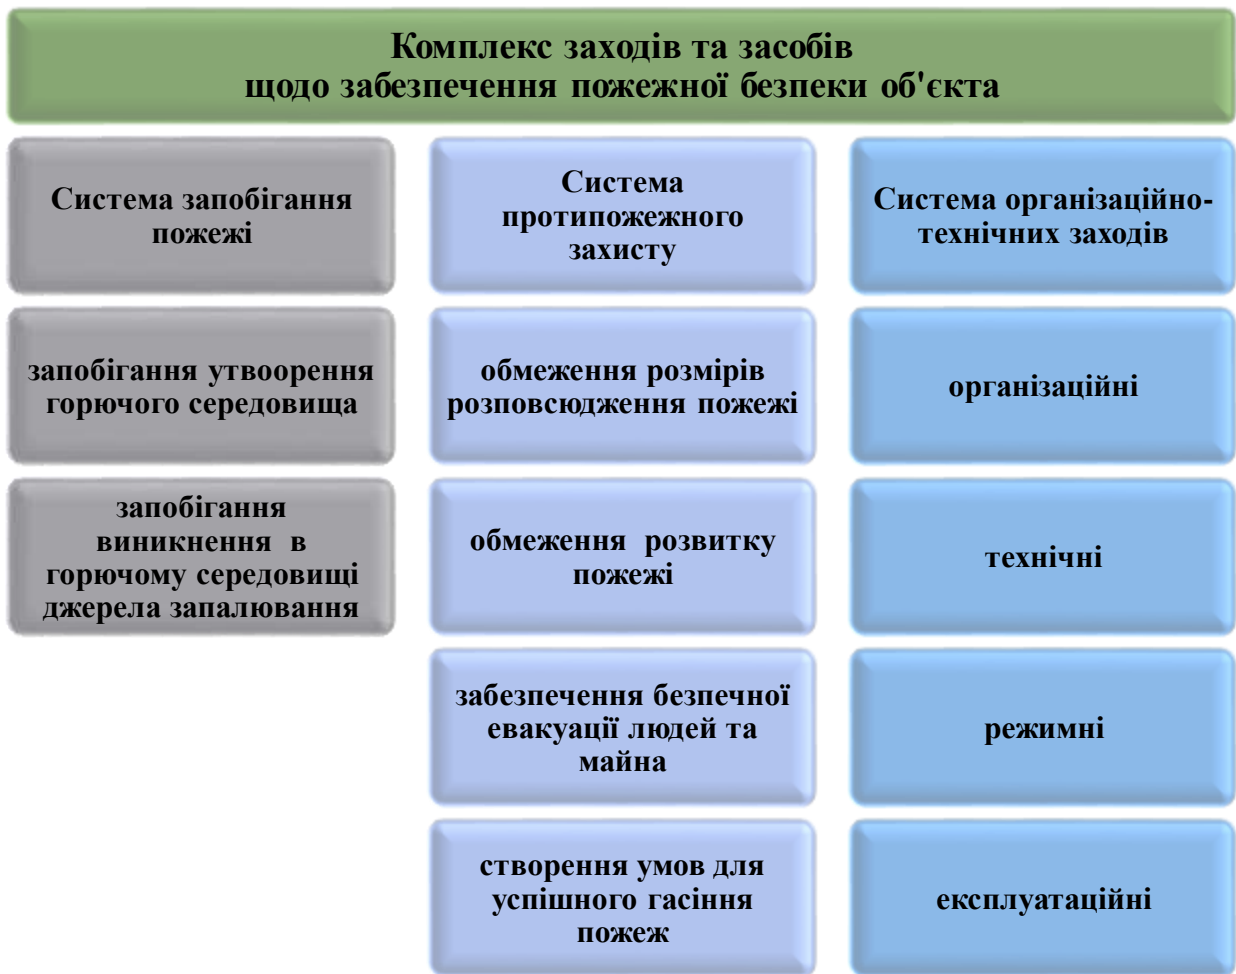 Комплекс заходів та засобів
щодо забезпечення пожежної безпеки об'єкта
Система запобігання
пожежі
Система
протипожежного
захисту
Система організаційно-
технічних заходів
запобігання утвоорення
горючого середовища
обмеження розмірів
розповсюдження пожежі
організаційні
запобігання
виникнення в
горючому середовищі
джерела запалювання
обмеження розвитку
пожежі
технічні
забезпечення безпечної
евакуації людей та
майна
режимні
створення умов для
успішного гасіння
пожеж
експлуатаційні